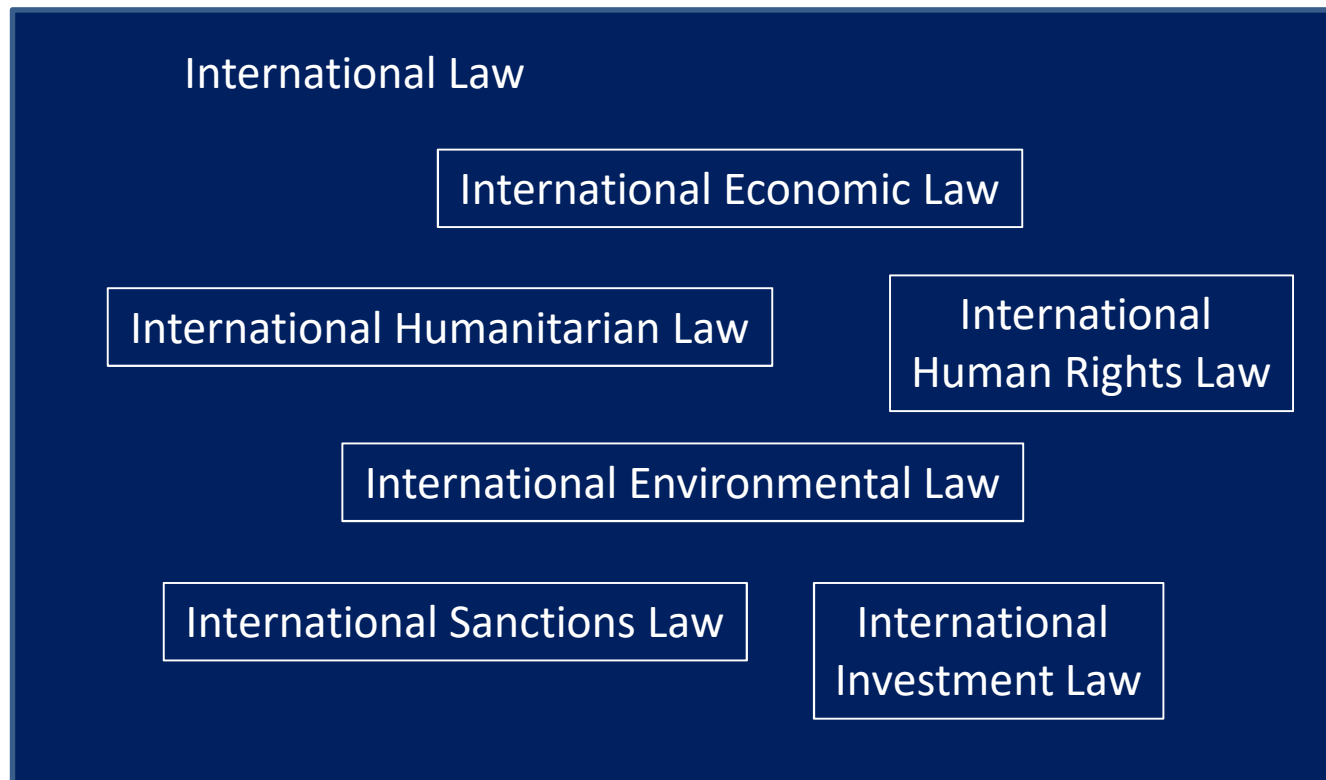 International Law
International Economic Law
International Humanitarian Law
International
Human Rights Law
International Environmental Law
International Sanctions Law
International
Investment Law